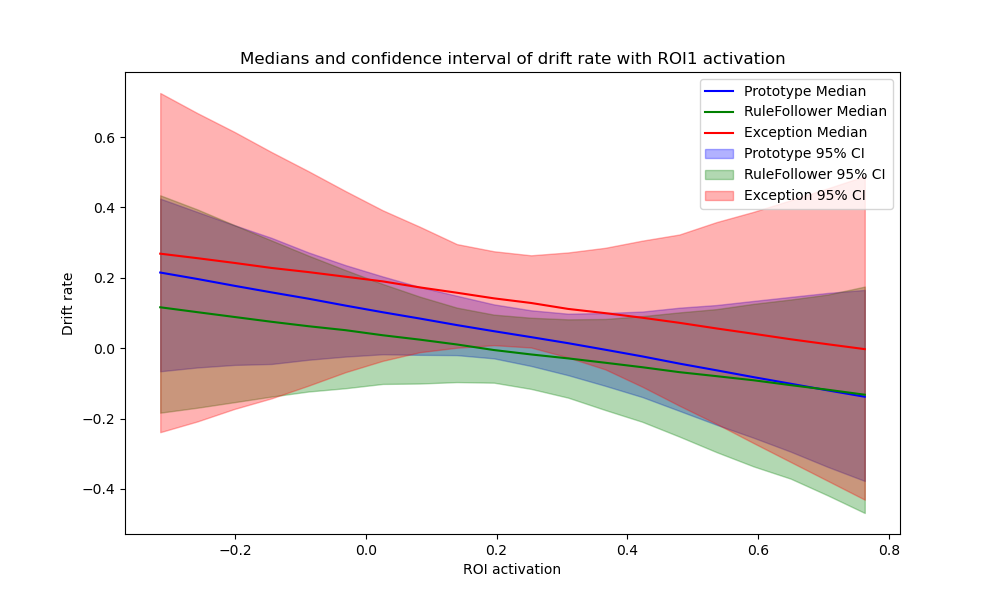 Medians and confidence interval of drift rate with ROI1 activation
Prototype Median
RuleFollower Median
Exception Median
Prototype 95% CI
RuleFollower 95% CI
Exception 95% CI
Drift rate
0.6
0.4
0.2
0.0
−0.2
−0.4
−0.2
0.0
0.2
0.4
0.6
0.8
ROI activation